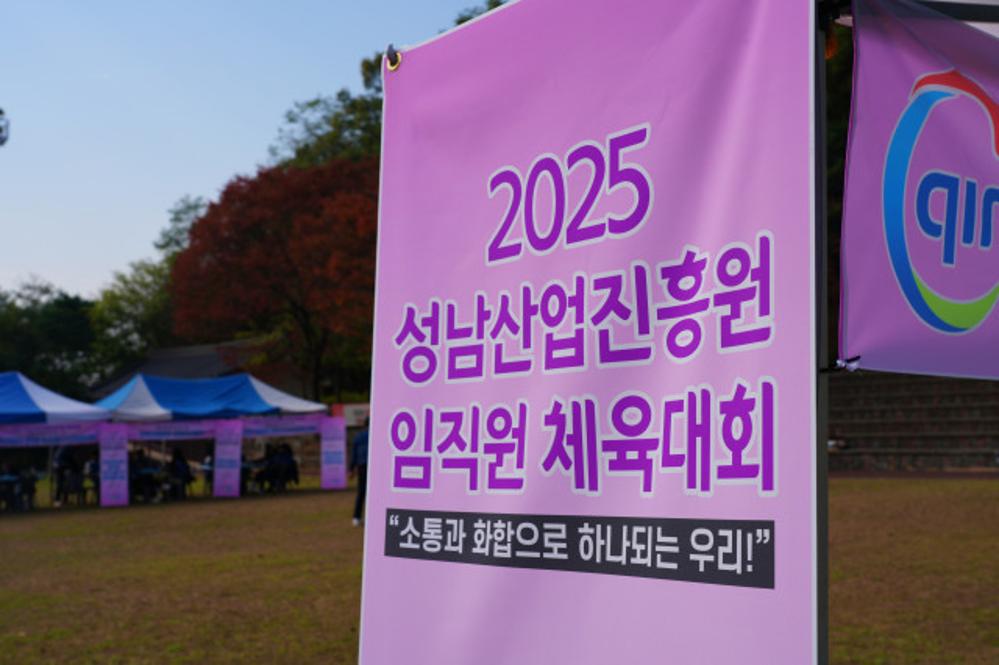 2025
성남산업진흥원
임직원 체육대회
“소통과 화합으로 하나되는 우리!”